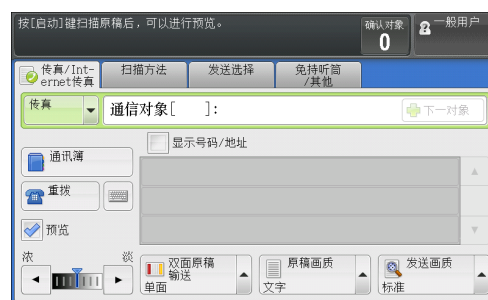 按[启动]键扫描原稿后，可以进行预览。
确认对象
0
一般用户
传真/Int-
ernet传真
扫描方法
发送选择
免持听筒
/其他
传真
通信对象[ ]:
下一对象
显示号码/地址
通讯簿
重拨
预览
浓 淡
双面原稿
输送
单面
原稿画质
文字
发送画质
标准